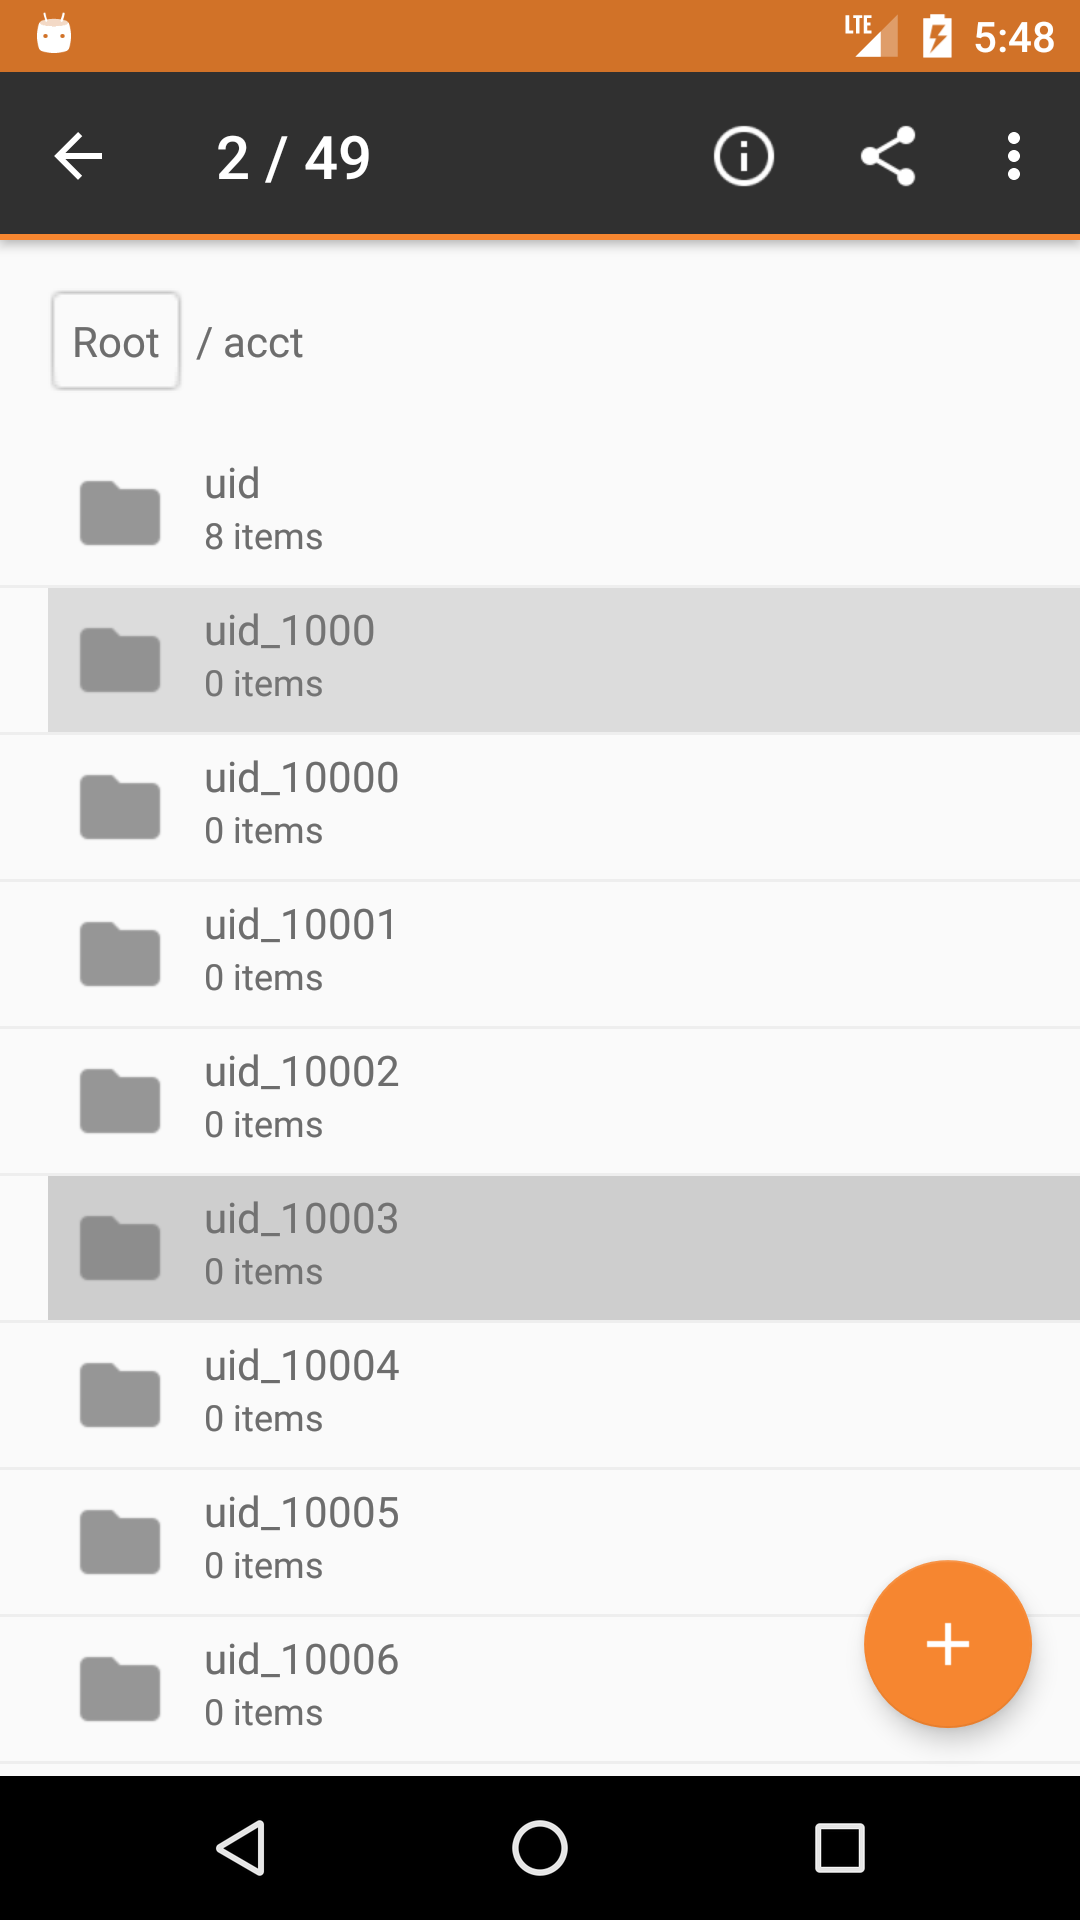 LTE 5:48
2 / 49
Root / acct
uid
8 items
uid_1000
0 items
uid_10000
0 items
uid_10001
0 items
uid_10002
0 items
uid_10003
0 items
uid_10004
0 items
uid_10005
0 items
uid_10006
0 items